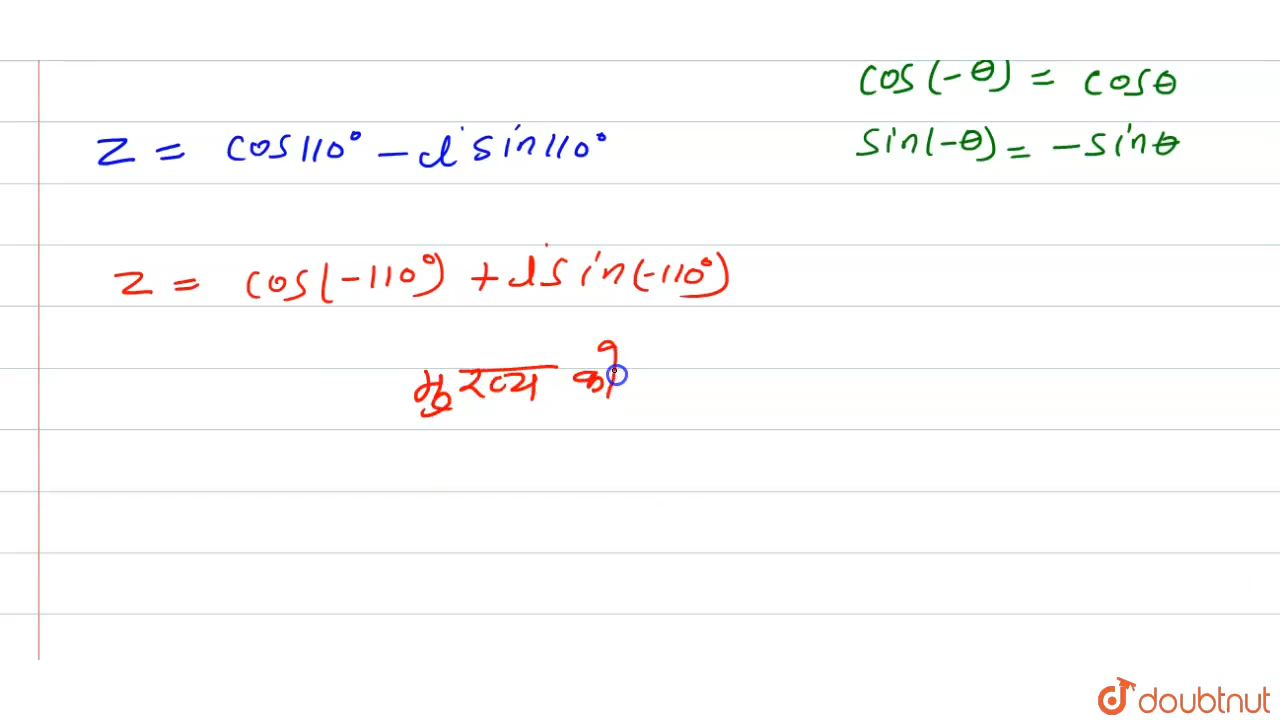 cos(-θ) = cosθ
z = cos110° - i sin110°
sin(-θ) = -sinθ
z = cos(-110°) + i sin(-110°)
मुख्य को
doubtnut